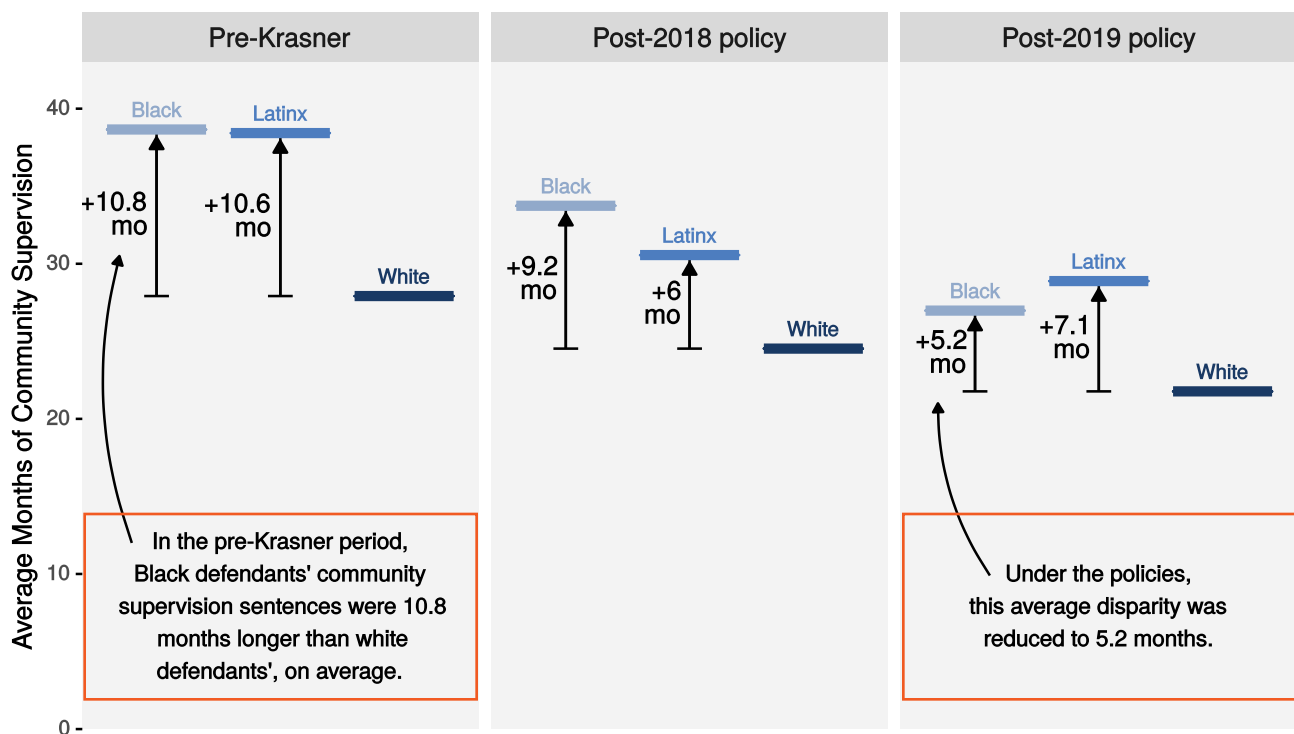 Pre-Krasner
Post-2018 policy
Post-2019 policy
Average Months of Community Supervision
40
30
20
10
0
Black
Latinx
White
+10.8
mo
+10.6
mo
Black
Latinx
White
+9.2
mo
+6
mo
Black
Latinx
White
+5.2
mo
+7.1
mo
In the pre-Krasner period,
Black defendants' community
supervision sentences were 10.8
months longer than white
defendants', on average.
Under the policies,
this average disparity was
reduced to 5.2 months.